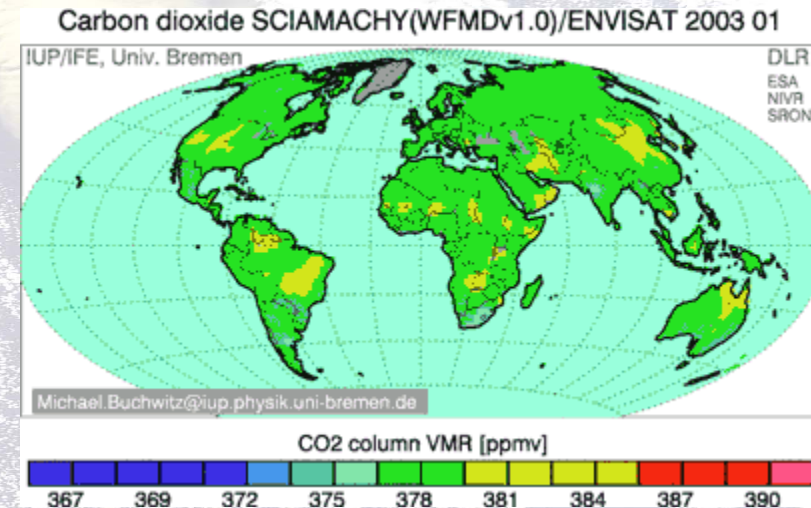 Carbon dioxide SCIAMACHY(WFMDv1.0)/ENVISAT 2003 01
IUP/IFE, Univ. Bremen
DLR
ESA
NIVR
SRON
Michael.Buchwitz@iup.physik.uni-bremen.de
CO2 column VMR [ppmv]
367 369 372 375 378 381 384 387 390